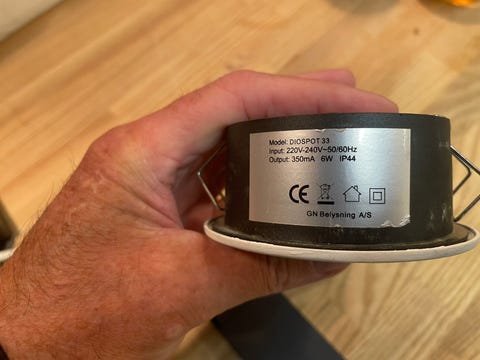 Model: DIOSPOT 33
Input: 220V-240V~50/60Hz
Output: 350mA 6W IP44
CE
GN Belysning A/S